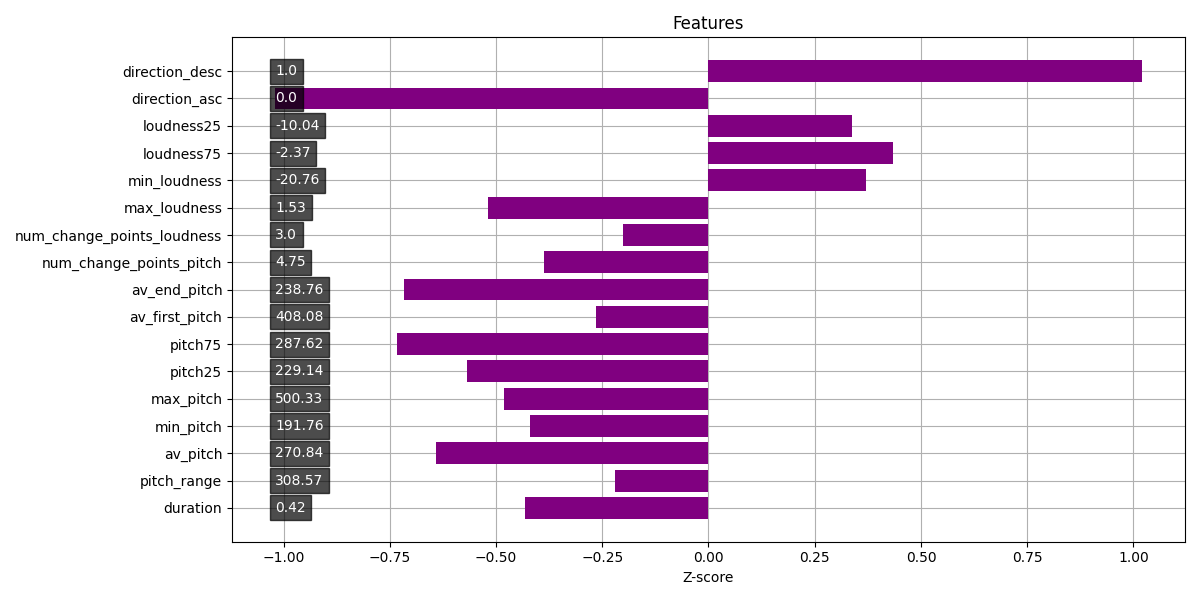 Features
direction_desc 1.0
direction_asc 0.0
loudness25 -10.04
loudness75 -2.37
min_loudness -20.76
max_loudness 1.53
num_change_points_loudness 3.0
num_change_points_pitch 4.75
av_end_pitch 238.76
av_first_pitch 408.08
pitch75 287.62
pitch25 229.14
max_pitch 500.33
min_pitch 191.76
av_pitch 270.84
pitch_range 308.57
duration 0.42
−1.00 −0.75 −0.50 −0.25 0.00 0.25 0.50 0.75 1.00
Z-score